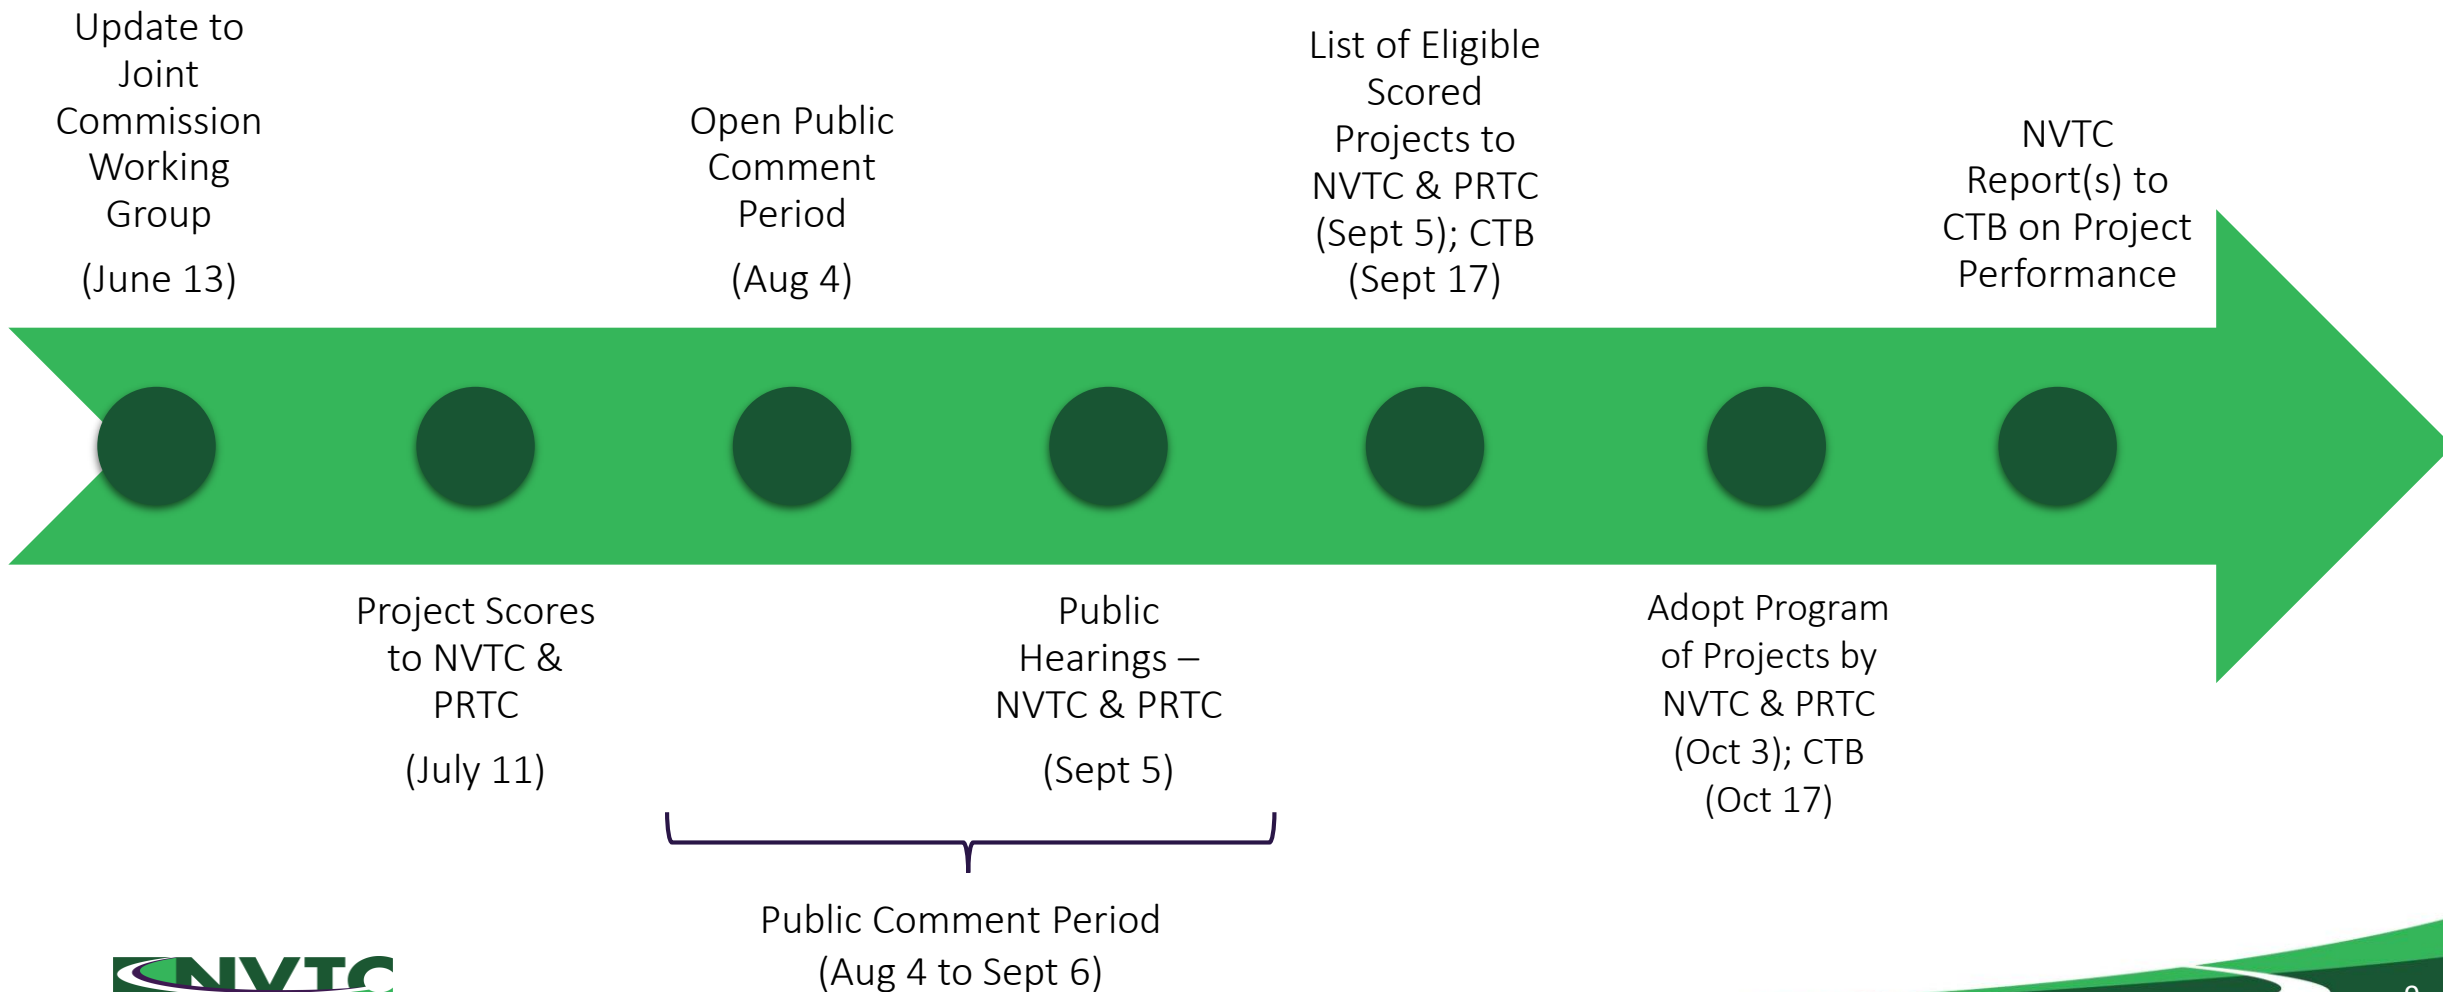 Update to
Joint
Commission
Working
Group
(June 13)
Project Scores
to NVTC &
PRTC
(July 11)
Open Public
Comment
Period
(Aug 4)
Public
Hearings –
NVTC & PRTC
(Sept 5)
List of Eligible
Scored
Projects to
NVTC & PRTC
(Sept 5); CTB
(Sept 17)
Adopt Program
of Projects by
NVTC & PRTC
(Oct 3); CTB
(Oct 17)
NVTC
Report(s) to
CTB on Project
Performance
Public Comment Period
(Aug 4 to Sept 6)
NVTC